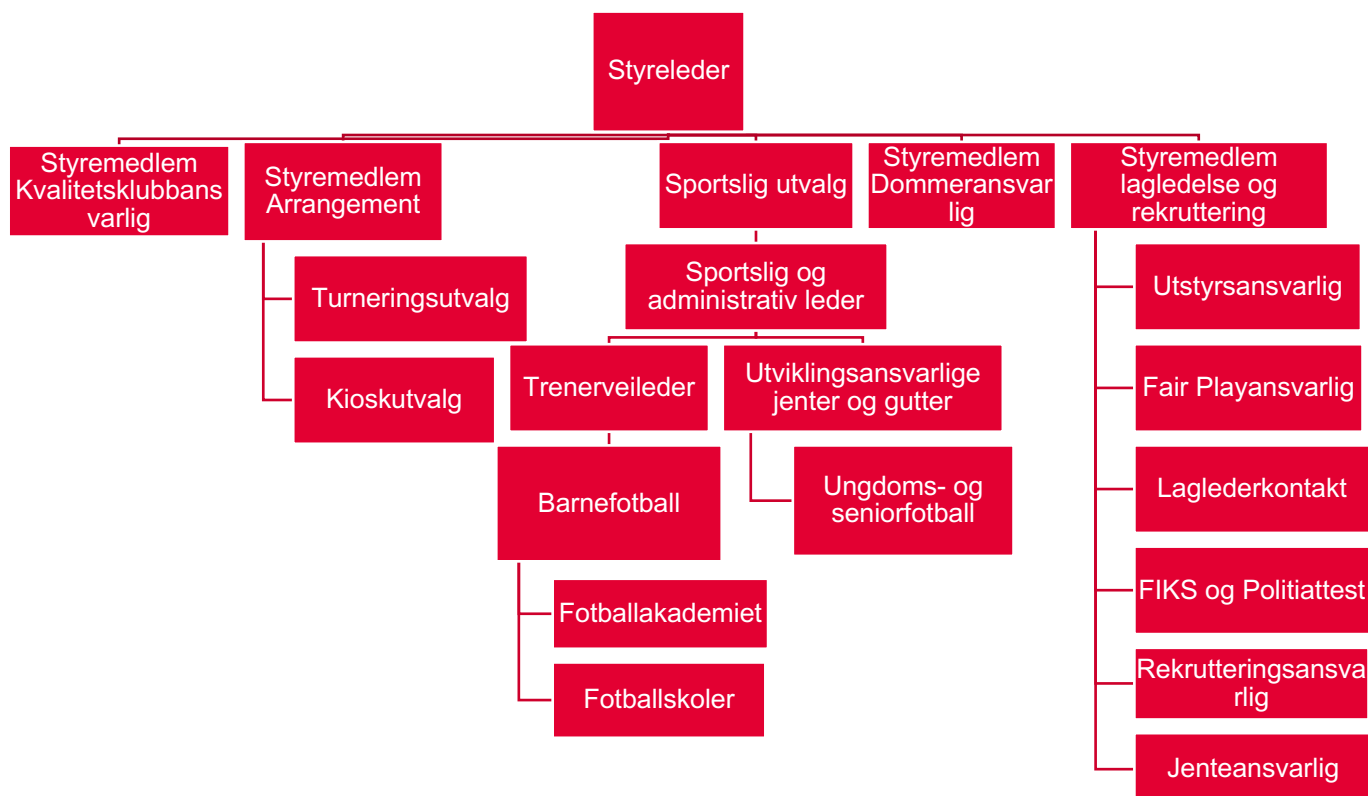 Styreleder
Styremedlem
Kvalitetsklubbans
varlig
Styremedlem
Arrangement
Sportslig utvalg
Styremedlem
Dommeransvar
lig
Styremedlem
lagledelse og
rekruttering
Turneringsutvalg
Kioskutvalg
Sportslig og
administrativ leder
Trenerveileder
Utviklingsansvarlige
jenter og gutter
Barnefotball
Ungdoms- og
seniorfotball
Fotballakademiet
Fotballskoler
Utstyrsansvarlig
Fair Playansvarlig
Laglederkontakt
FIKS og Politiattest
Rekrutteringsansva
rlig
Jenteansvarlig